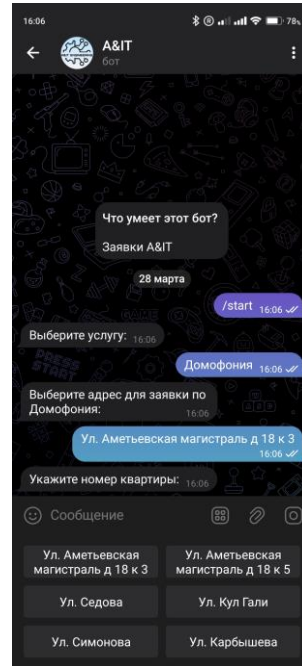 16:06
78%
A&IT
бот
Что умеет этот бот?
Заявки A&IT
28 марта
/start 16:06
Выберите услугу: 16:06
Домофония 16:06
Выберите адрес для заявки по
Домофония: 16:06
Ул. Аметьевская магистраль д 18 к 3
16:06
Укажите номер квартиры: 16:06
Сообщение
Ул. Аметьевская
магистраль д 18 к 3
Ул. Аметьевская
магистраль д 18 к 5
Ул. Седова
Ул. Кул Гали
Ул. Симонова
Ул. Карбышева